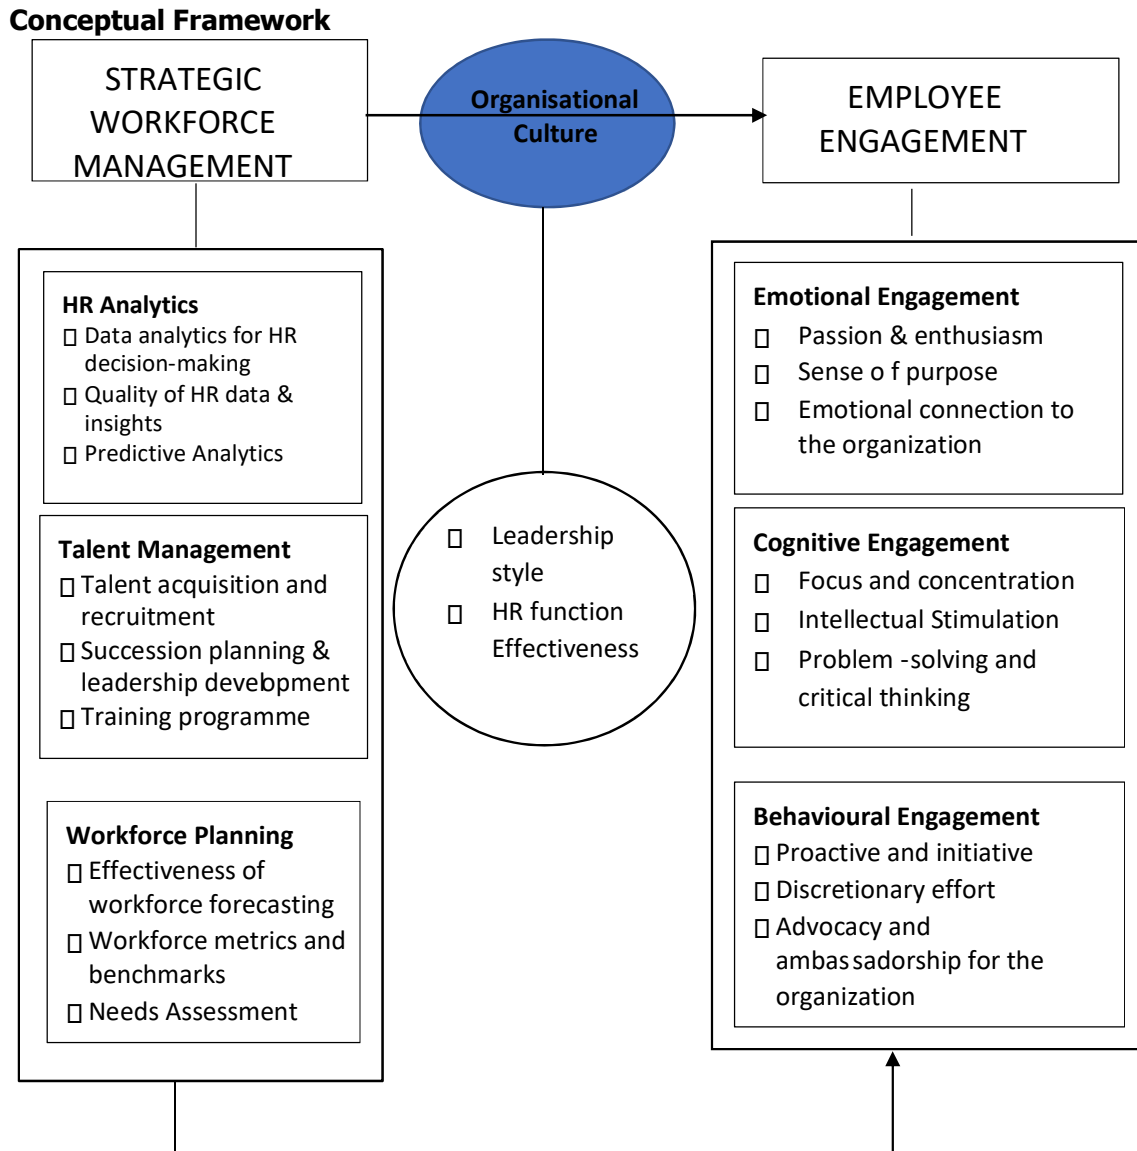 Conceptual Framework
STRATEGIC
WORKFORCE
MANAGEMENT
Organisational
Culture
EMPLOYEE
ENGAGEMENT
HR Analytics
Data analytics for HR
decision-making
Quality of HR data &
insights
Predictive Analytics
Talent Management
Talent acquisition and
recruitment
Succession planning &
leadership development
Training programme
Workforce Planning
Effectiveness of
workforce forecasting
Workforce metrics and
benchmarks
Needs Assessment
Leadership
style
HR function
Effectiveness
Emotional Engagement
Passion & enthusiasm
Sense o f purpose
Emotional connection to
the organization
Cognitive Engagement
Focus and concentration
Intellectual Stimulation
Problem -solving and
critical thinking
Behavioural Engagement
Proactive and initiative
Discretionary effort
Advocacy and
ambas sadorship for the
organization